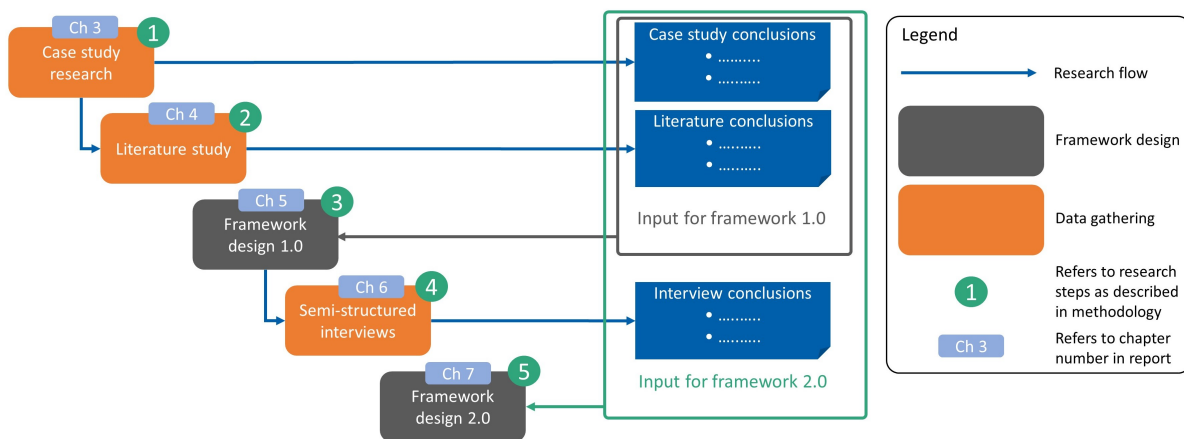 Ch 3
1
Case study
research
Ch 4
2
Literature study
Ch 5
3
Framework
design 1.0
Ch 6
4
Semi-structured
interviews
Ch 7
5
Framework
design 2.0
Case study conclusions
• ..........
• ..........
Literature conclusions
• ..........
• ..........
Input for framework 1.0
Interview conclusions
• ..........
• ..........
Input for framework 2.0
Legend
Research flow
Framework design
Data gathering
1
Refers to research
steps as described
in methodology
Ch 3
Refers to chapter
number in report